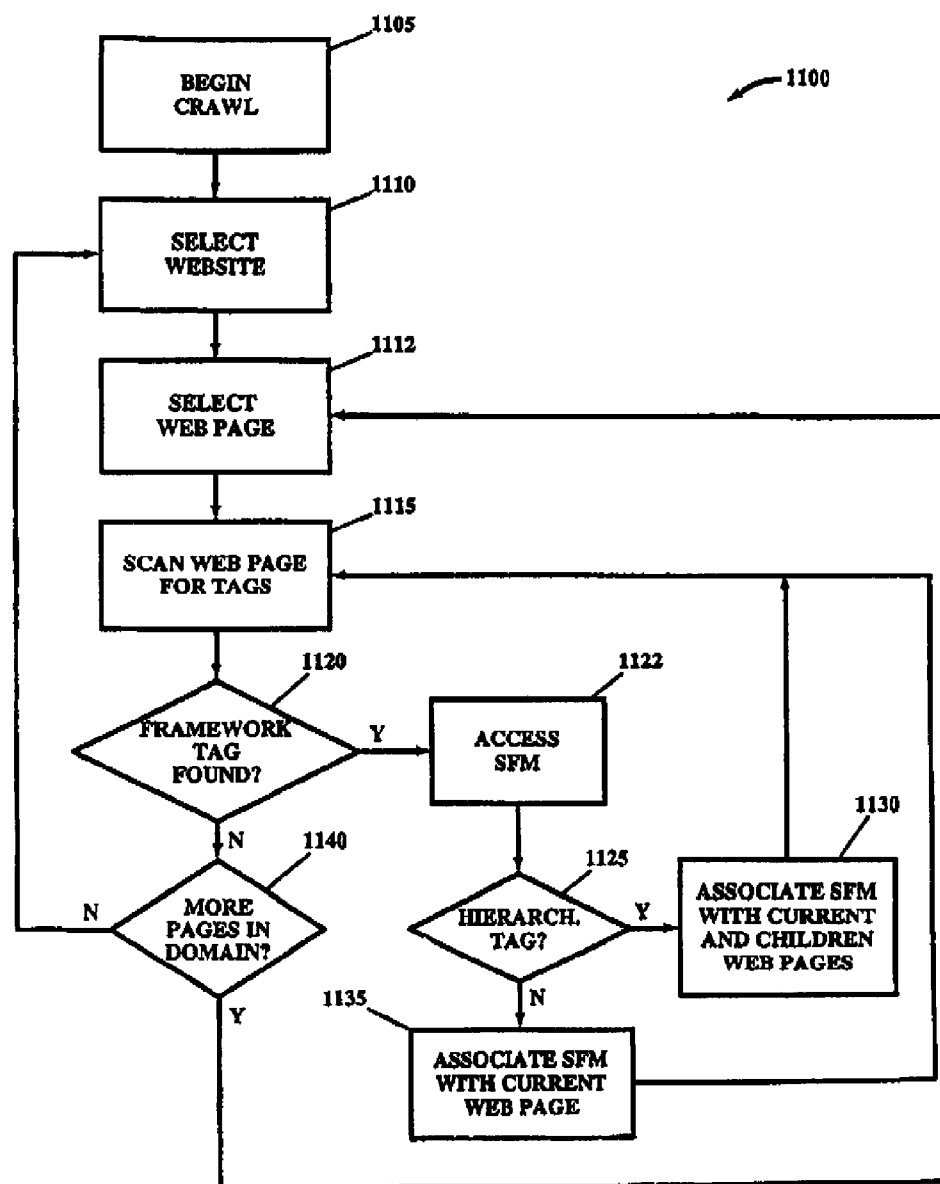 1105
BEGIN
CRAWL
1100
1110
SELECT
WEBSITE
1112
SELECT
WEB PAGE
1115
SCAN WEB PAGE
FOR TAGS
1120
FRAMEWORK
TAG
FOUND?
Y
1122
ACCESS
SFM
N
1140
MORE
PAGES IN
DOMAIN?
N
Y
1125
HIERARCH.
TAG?
Y
N
1130
ASSOCIATE SFM
WITH CURRENT
AND CHILDREN
WEB PAGES
1135
ASSOCIATE SFM
WITH CURRENT
WEB PAGE